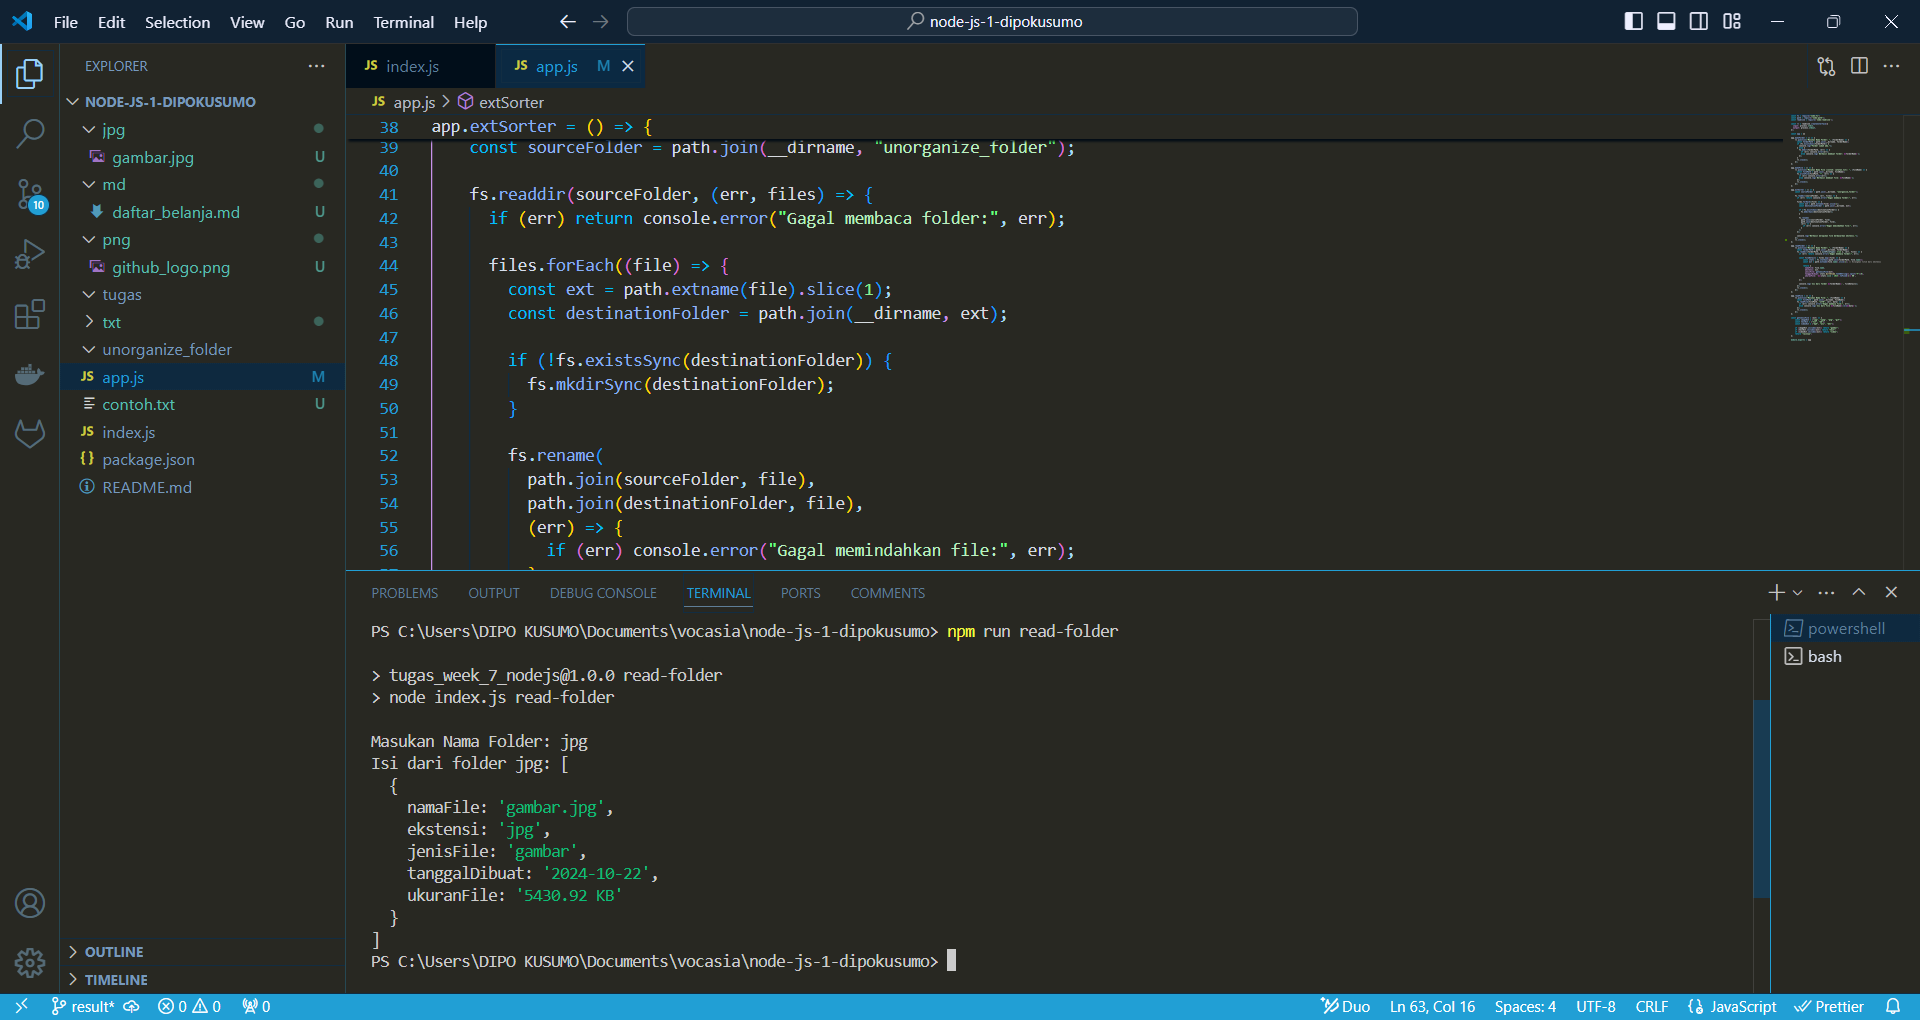 File Edit Selection View Go Run Terminal Help
node-js-1-dipokusumo
EXPLORER
NODE-JS-1-DIPOKUSUMO
jpg
gambar.jpg U
md
daftar_belanja.md U
png
github_logo.png U
tugas
txt
unorganize_folder
JS app.js M
contoh.txt U
JS index.js
{} package.json
README.md
OUTLINE
TIMELINE
10
JS index.js
JS app.js M
JS app.js > extSorter
38 app.extSorter = () => {
39 const sourceFolder = path.join(__dirname, "unorganize_folder");
40
41 fs.readdir(sourceFolder, (err, files) => {
42 if (err) return console.error("Gagal membaca folder:", err);
43
44 files.forEach((file) => {
45 const ext = path.extname(file).slice(1);
46 const destinationFolder = path.join(__dirname, ext);
47
48 if (!fs.existsSync(destinationFolder)) {
49 fs.mkdirSync(destinationFolder);
50 }
51
52 fs.rename(
53 path.join(sourceFolder, file),
54 path.join(destinationFolder, file),
55 (err) => {
56 if (err) console.error("Gagal memindahkan file:", err);
PROBLEMS OUTPUT DEBUG CONSOLE TERMINAL PORTS COMMENTS
PS C:\Users\DIPO KUSUMO\Documents\vocasia\node-js-1-dipokusumo> npm run read-folder
> tugas_week_7_nodejs@1.0.0 read-folder
> node index.js read-folder
Masukan Nama Folder: jpg
Isi dari folder jpg: [
{
namaFile: 'gambar.jpg',
ekstensi: 'jpg',
jenisFile: 'gambar',
tanggalDibuat: '2024-10-22',
ukuranFile: '5430.92 KB'
}
]
PS C:\Users\DIPO KUSUMO\Documents\vocasia\node-js-1-dipokusumo>
powershell
bash
result* 0 0 0
Duo Ln 63, Col 16 Spaces: 4 UTF-8 CRLF {} JavaScript Prettier